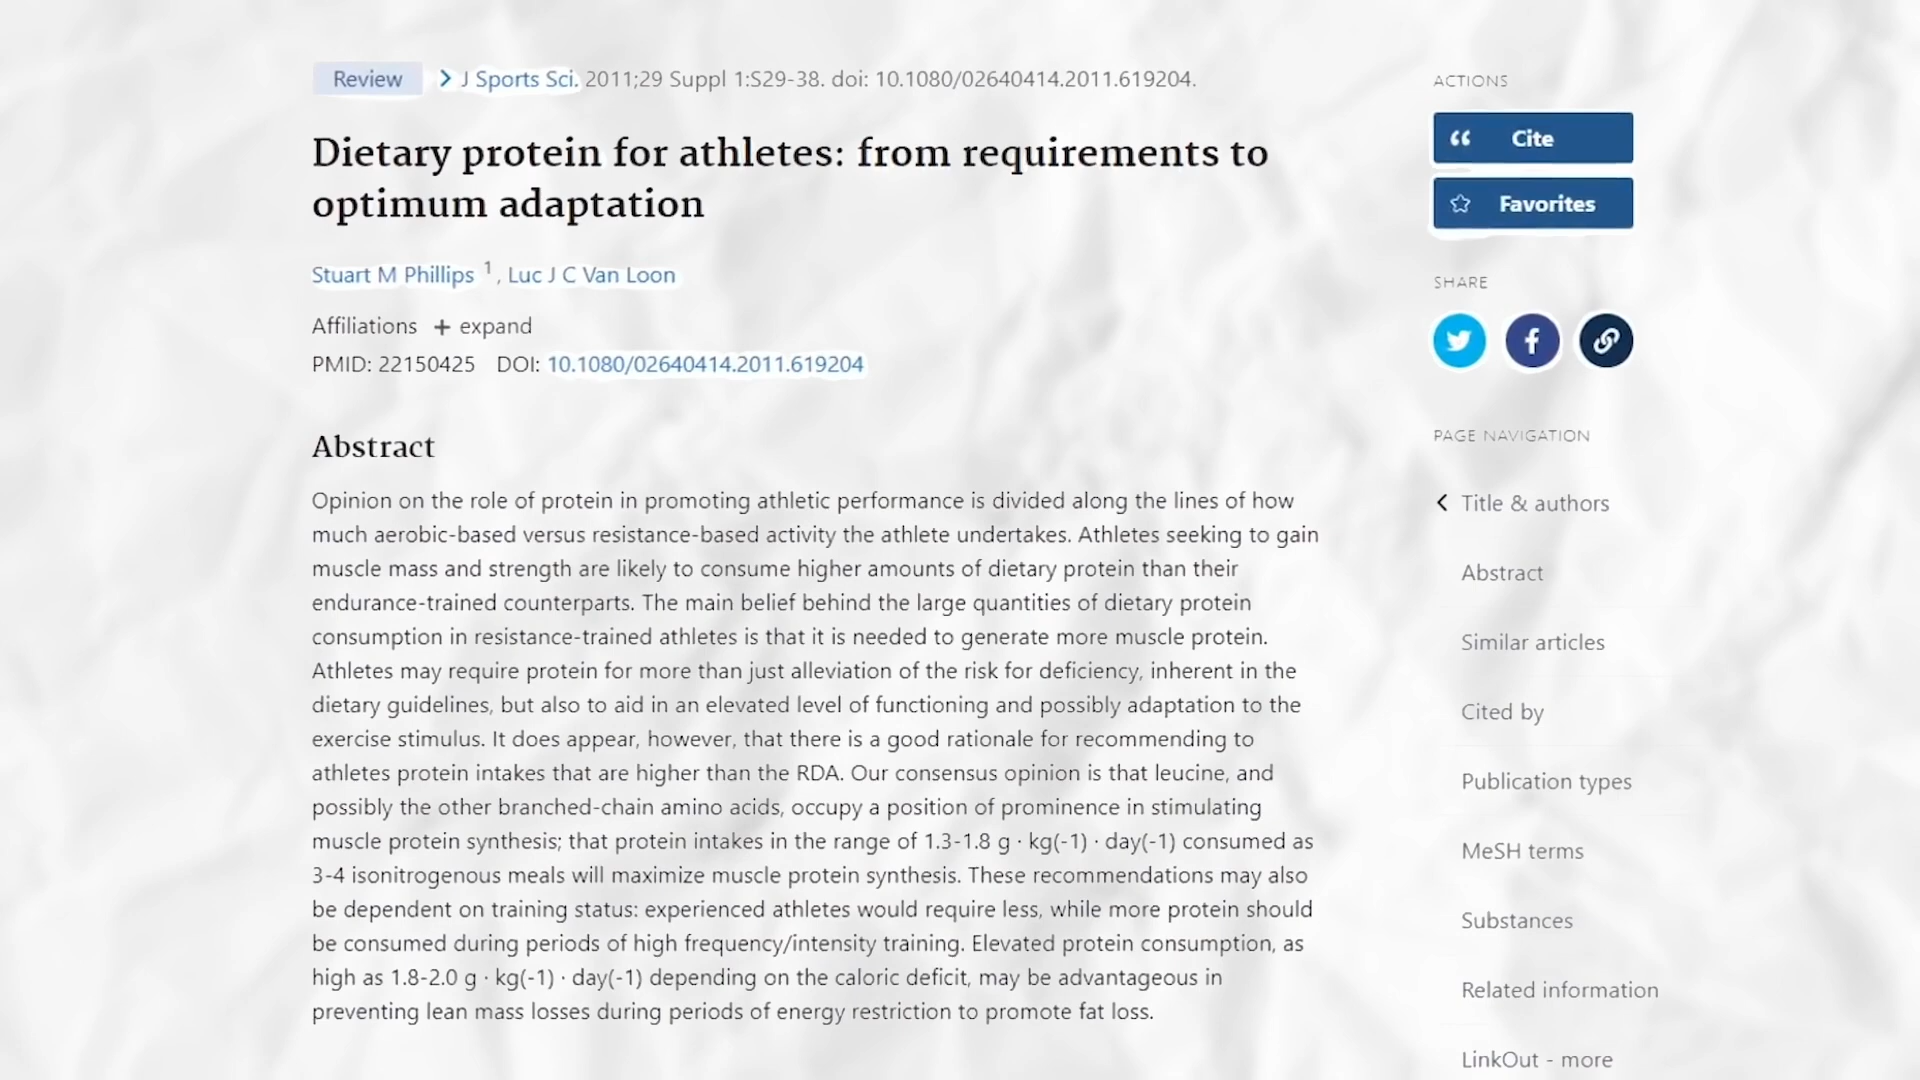 Review
J Sports Sci. 2011;29 Suppl 1:S29-38. doi: 10.1080/02640414.2011.619204.
Dietary protein for athletes: from requirements to
optimum adaptation
Stuart M Phillips 1, Luc J C Van Loon
Affiliations + expand
PMID: 22150425 DOI: 10.1080/02640414.2011.619204
Abstract
Opinion on the role of protein in promoting athletic performance is divided along the lines of how
much aerobic-based versus resistance-based activity the athlete undertakes. Athletes seeking to gain
muscle mass and strength are likely to consume higher amounts of dietary protein than their
endurance-trained counterparts. The main belief behind the large quantities of dietary protein
consumption in resistance-trained athletes is that it is needed to generate more muscle protein.
Athletes may require protein for more than just alleviation of the risk for deficiency, inherent in the
dietary guidelines, but also to aid in an elevated level of functioning and possibly adaptation to the
exercise stimulus. It does appear, however, that there is a good rationale for recommending to
athletes protein intakes that are higher than the RDA. Our consensus opinion is that leucine, and
possibly the other branched-chain amino acids, occupy a position of prominence in stimulating
muscle protein synthesis; that protein intakes in the range of 1.3-1.8 g · kg(-1) · day(-1) consumed as
3-4 isonitrogenous meals will maximize muscle protein synthesis. These recommendations may also
be dependent on training status: experienced athletes would require less, while more protein should
be consumed during periods of high frequency/intensity training. Elevated protein consumption, as
high as 1.8-2.0 g · kg(-1) · day(-1) depending on the caloric deficit, may be advantageous in
preventing lean mass losses during periods of energy restriction to promote fat loss.
ACTIONS
Cite
Favorites
SHARE
PAGE NAVIGATION
Title & authors
Abstract
Similar articles
Cited by
Publication types
MeSH terms
Substances
Related information
LinkOut - more